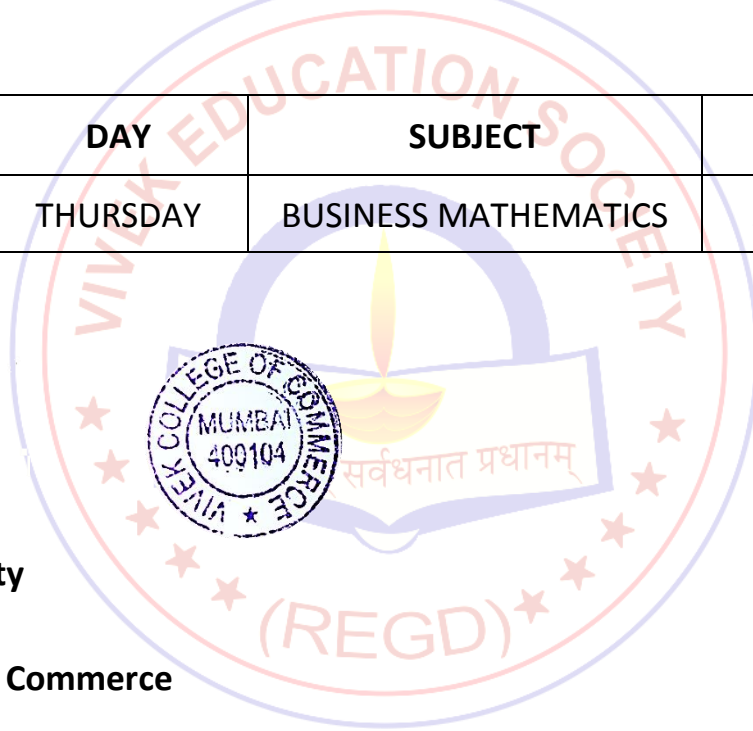 VIVEK EDUCATION SOCIETY
DAY SUBJECT
THURSDAY BUSINESS MATHEMATICS
VIVEK COLLEGE OF COMMERCE
MUMBAI
400104
सर्वधनात प्रधानम्
ty
(REGD)
Commerce